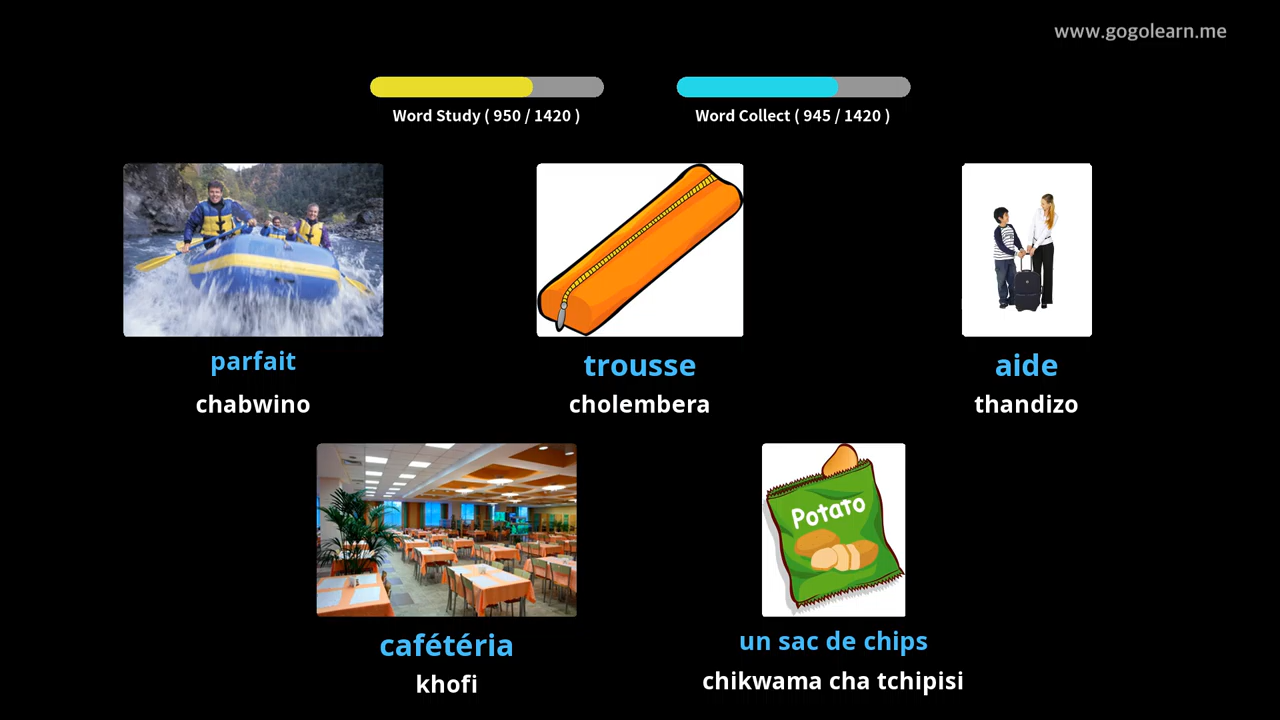 www.gogolearn.me
Word Study ( 950 / 1420 )
Word Collect ( 945 / 1420 )
parfait
chabwino
trousse
cholembera
aide
thandizo
Potato
cafétéria
khofi
un sac de chips
chikwama cha tchipisi